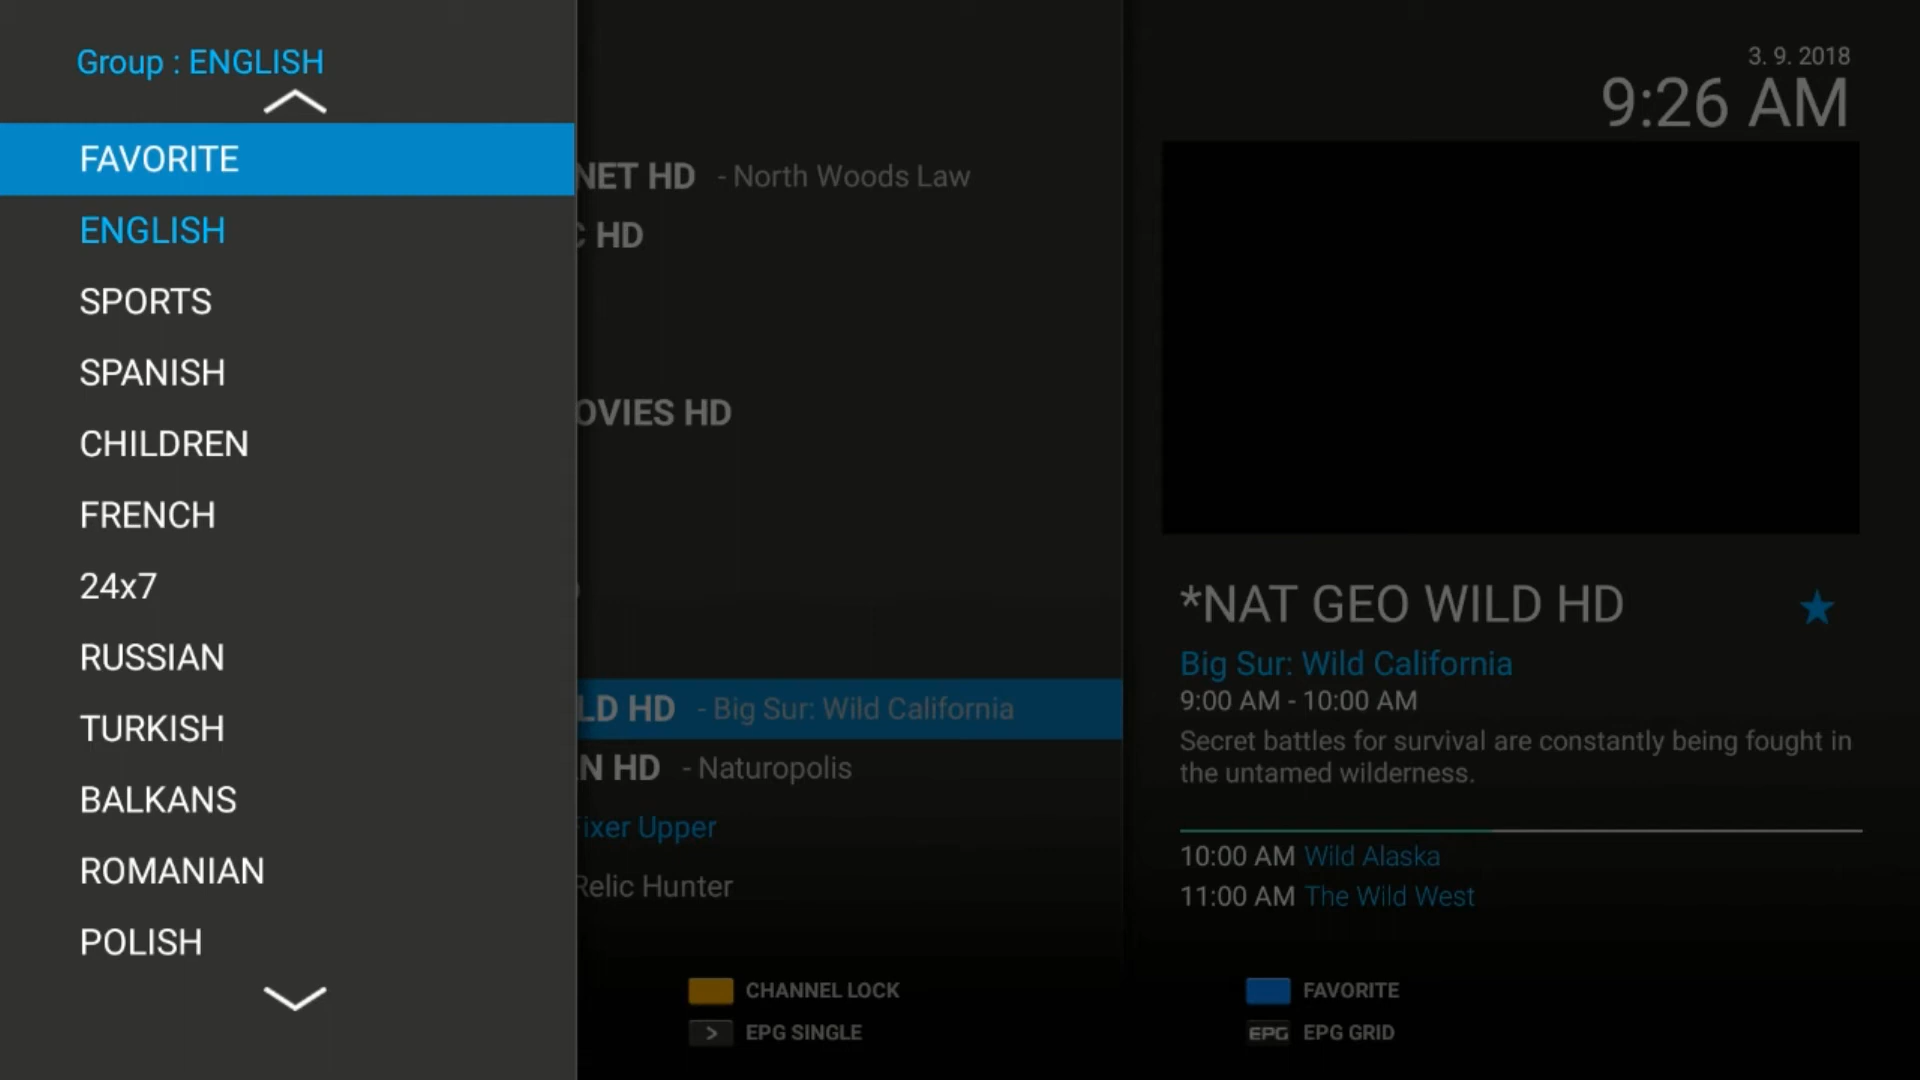 Group : ENGLISH
FAVORITE
ENGLISH
SPORTS
SPANISH
CHILDREN
FRENCH
24x7
RUSSIAN
TURKISH
BALKANS
ROMANIAN
POLISH
NET HD - North Woods Law
HD
OVIES HD
LD HD - Big Sur: Wild California
N HD - Naturopolis
Fixer Upper
Relic Hunter
3. 9. 2018
9:26 AM
*NAT GEO WILD HD
Big Sur: Wild California
9:00 AM - 10:00 AM
Secret battles for survival are constantly being fought in
the untamed wilderness.
10:00 AM Wild Alaska
11:00 AM The Wild West
CHANNEL LOCK
FAVORITE
> EPG SINGLE
EPG EPG GRID